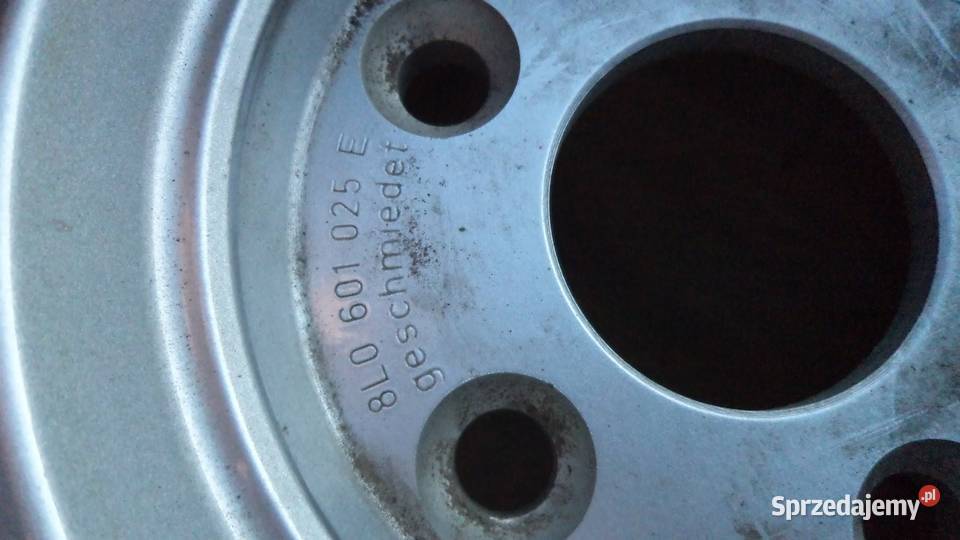 8L0 601 025 E
geschmiedet
Sprzedajemy.pl